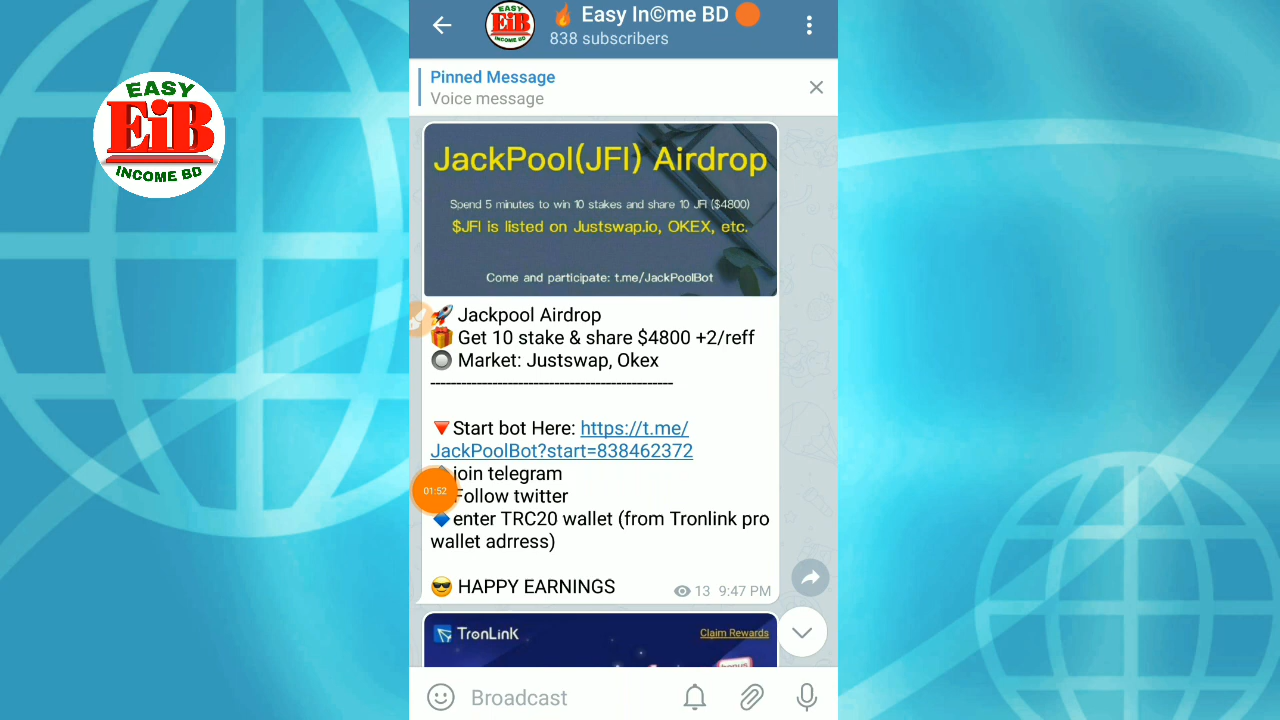 EASY
EiB
INCOME BD
EiB
INCOME BD
🔥 Easy In©me BD 🟠
838 subscribers
Pinned Message
Voice message
JackPool(JFI) Airdrop
Spend 5 minutes to win 10 stakes and share 10 JFI ($4800)
$JFI is listed on Justswap.io, OKEX, etc.
Come and participate: t.me/JackPoolBot
🚀 Jackpool Airdrop
🎁 Get 10 stake & share $4800 +2/reff
🔘 Market: Justswap, Okex
-----------------------------------------------
🔻Start bot Here: https://t.me/
JackPoolBot?start=838462372
join telegram
01:52
Follow twitter
🔹enter TRC20 wallet (from Tronlink pro
wallet adrress)
😎 HAPPY EARNINGS
13 9:47 PM
TRONLINK
Claim Rewards
Broadcast